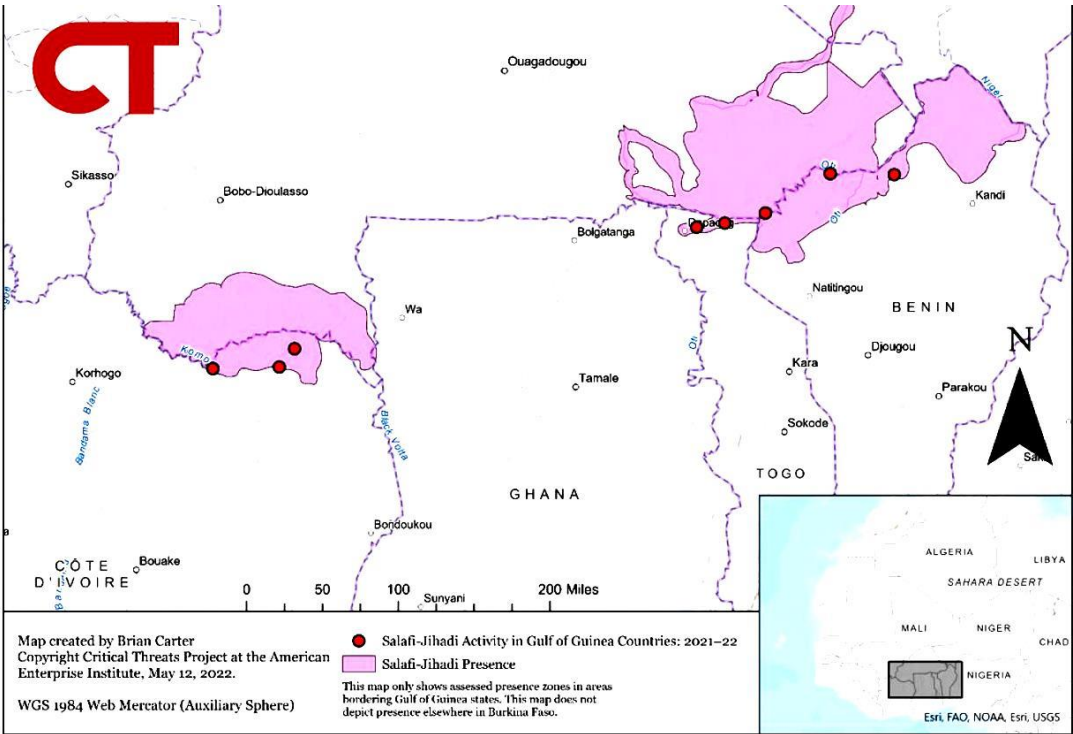 CT
Ouagadougou
Niger
Sikasso
Bobo-Dioulasso
Oti
Kandi
Oti
Dapaong
Bolgatanga
Natitingou
BENIN
Wa
N
Komo
Oti
Djougou
Kara
Korhogo
Tamale
Parakou
Bandama Blanc
Black Volta
Sokode
TOGO
GHANA
Bondoukou
CÔTE
D'IVOIRE
Bouake
0 50 100 200 Miles
Sunyani
ALGERIA
LIBYA
SAHARA DESERT
MALI
NIGER
CHAD
NIGERIA
Esri, FAO, NOAA, Esri, USGS
Map created by Brian Carter
Copyright Critical Threats Project at the American
Enterprise Institute, May 12, 2022.
WGS 1984 Web Mercator (Auxiliary Sphere)
Salafi-Jihadi Activity in Gulf of Guinea Countries: 2021–22
Salafi-Jihadi Presence
This map only shows assessed presence zones in areas
bordering Gulf of Guinea states. This map does not
depict presence elsewhere in Burkina Faso.